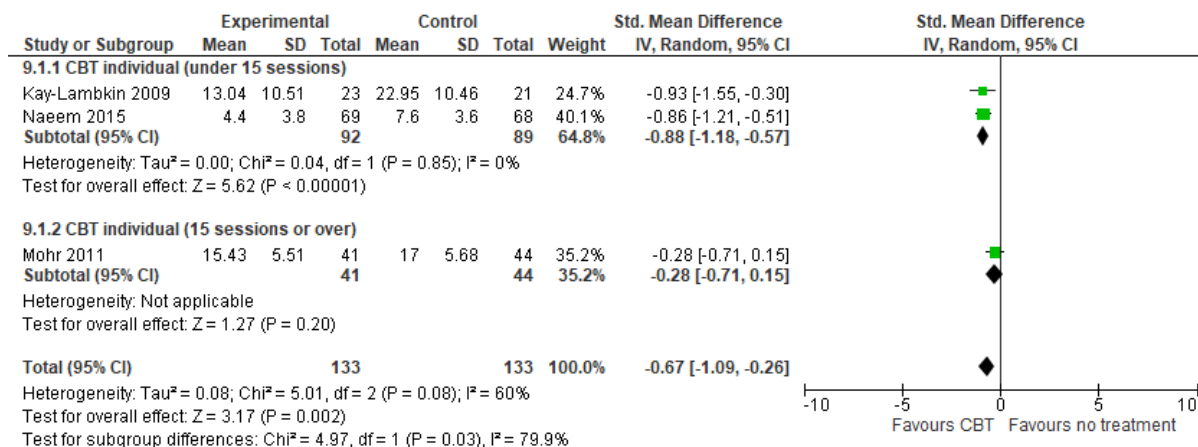 Experimental Control Std. Mean Difference Std. Mean Difference
Study or Subgroup Mean SD Total Mean SD Total Weight IV, Random, 95% CI IV, Random, 95% CI
9.1.1 CBT individual (under 15 sessions)
Kay-Lambkin 2009 13.04 10.51 23 22.95 10.46 21 24.7% -0.93 [-1.55, -0.30]
Naeem 2015 4.4 3.8 69 7.6 3.6 68 40.1% -0.86 [-1.21, -0.51]
Subtotal (95% CI) 92 89 64.8% -0.88 [-1.18, -0.57]
Heterogeneity: Tau² = 0.00; Chi² = 0.04, df = 1 (P = 0.85); I² = 0%
Test for overall effect: Z = 5.62 (P < 0.00001)
9.1.2 CBT individual (15 sessions or over)
Mohr 2011 15.43 5.51 41 17 5.68 44 35.2% -0.28 [-0.71, 0.15]
Subtotal (95% CI) 41 44 35.2% -0.28 [-0.71, 0.15]
Heterogeneity: Not applicable
Test for overall effect: Z = 1.27 (P = 0.20)
Total (95% CI) 133 133 100.0% -0.67 [-1.09, -0.26]
Heterogeneity: Tau² = 0.08; Chi² = 5.01, df = 2 (P = 0.08); I² = 60%
Test for overall effect: Z = 3.17 (P = 0.002)
Test for subgroup differences: Chi² = 4.97, df = 1 (P = 0.03), I² = 79.9%
-10 -5 0 5 10
Favours CBT Favours no treatment